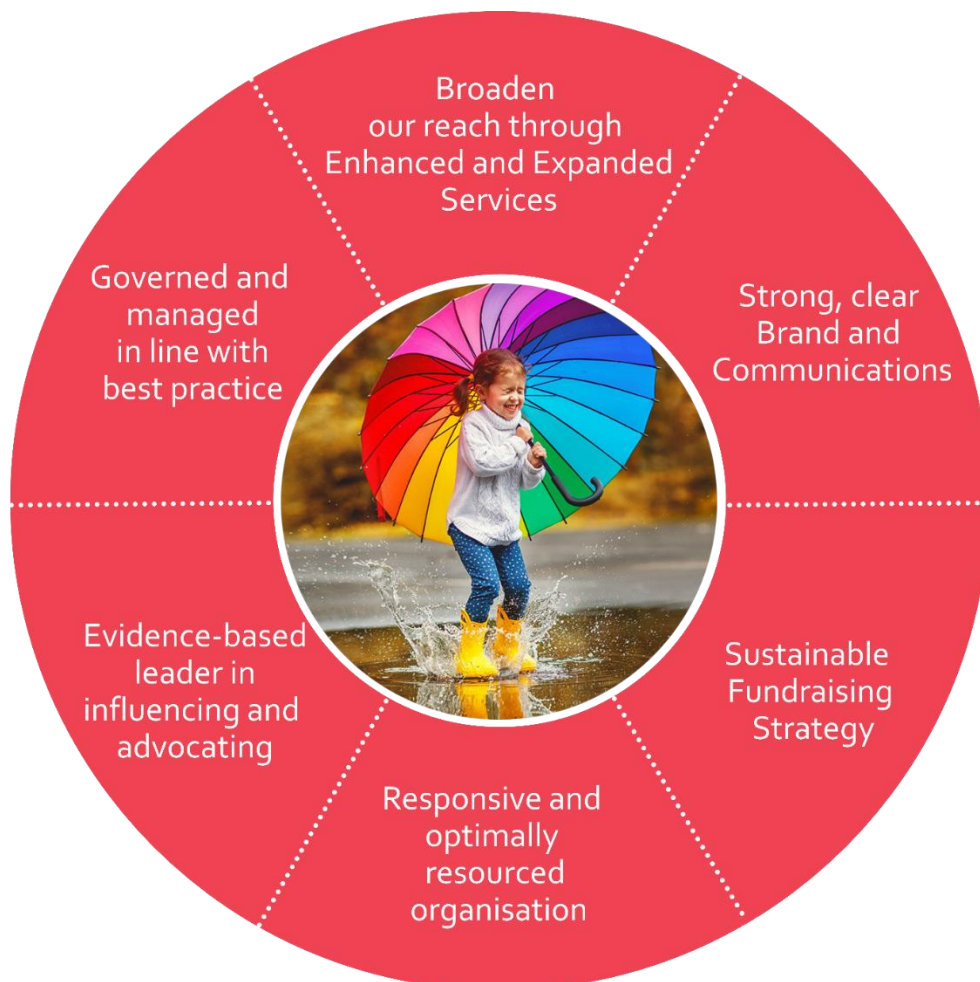 Broaden
our reach through
Enhanced and Expanded
Services
Strong, clear
Brand and
Communications
Sustainable
Fundraising
Strategy
Responsive and
optimally
resourced
organisation
Evidence-based
leader in
influencing and
advocating
Governed and
managed
in line with
best practice